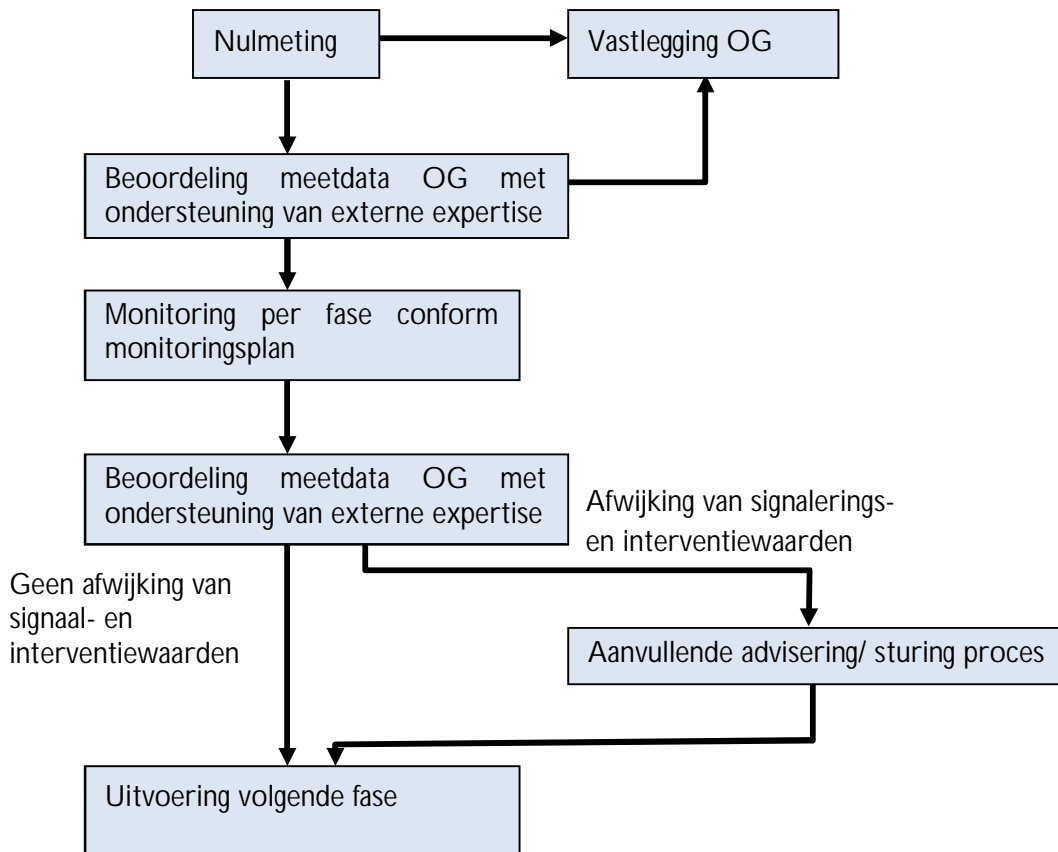 Nulmeting
Vastlegging OG
Beoordeling meetdata OG met
ondersteuning van externe expertise
Monitoring per fase conform
monitoringsplan
Beoordeling meetdata OG met
ondersteuning van externe expertise
Afwijking van signalerings-
en interventiewaarden
Geen afwijking van
signaal- en
interventiewaarden
Aanvullende advisering/ sturing proces
Uitvoering volgende fase